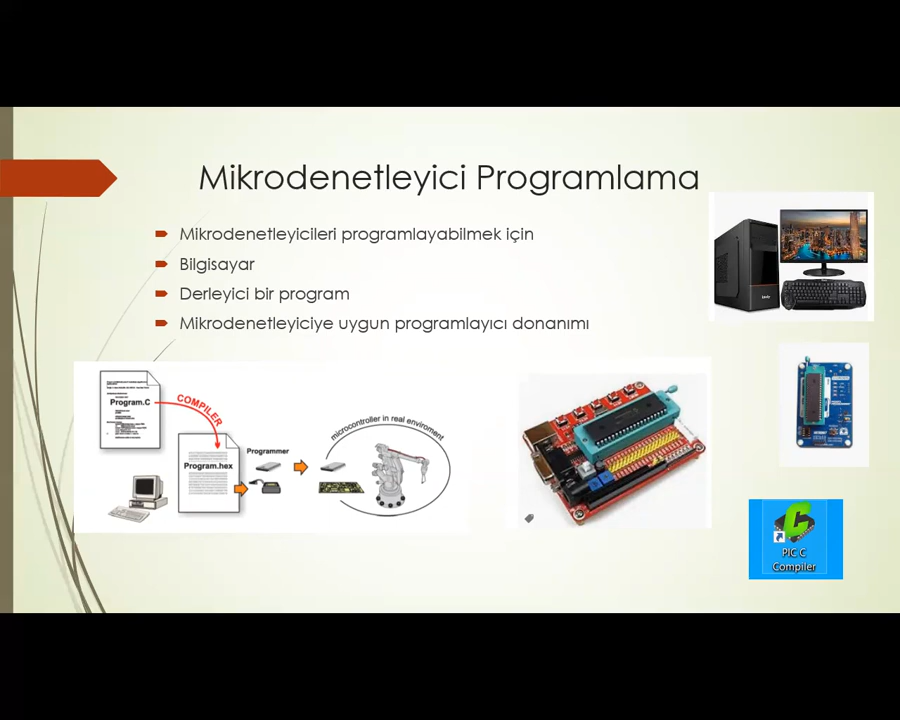 Mikrodenetleyici Programlama
Mikrodenetleyicileri programlayabilmek için
Bilgisayar
Derleyici bir program
Mikrodenetleyiciye uygun programlayıcı donanımı
Program.C
COMPILER
Program.hex
Programmer
microcontroller in real enviroment
PIC C
Compiler